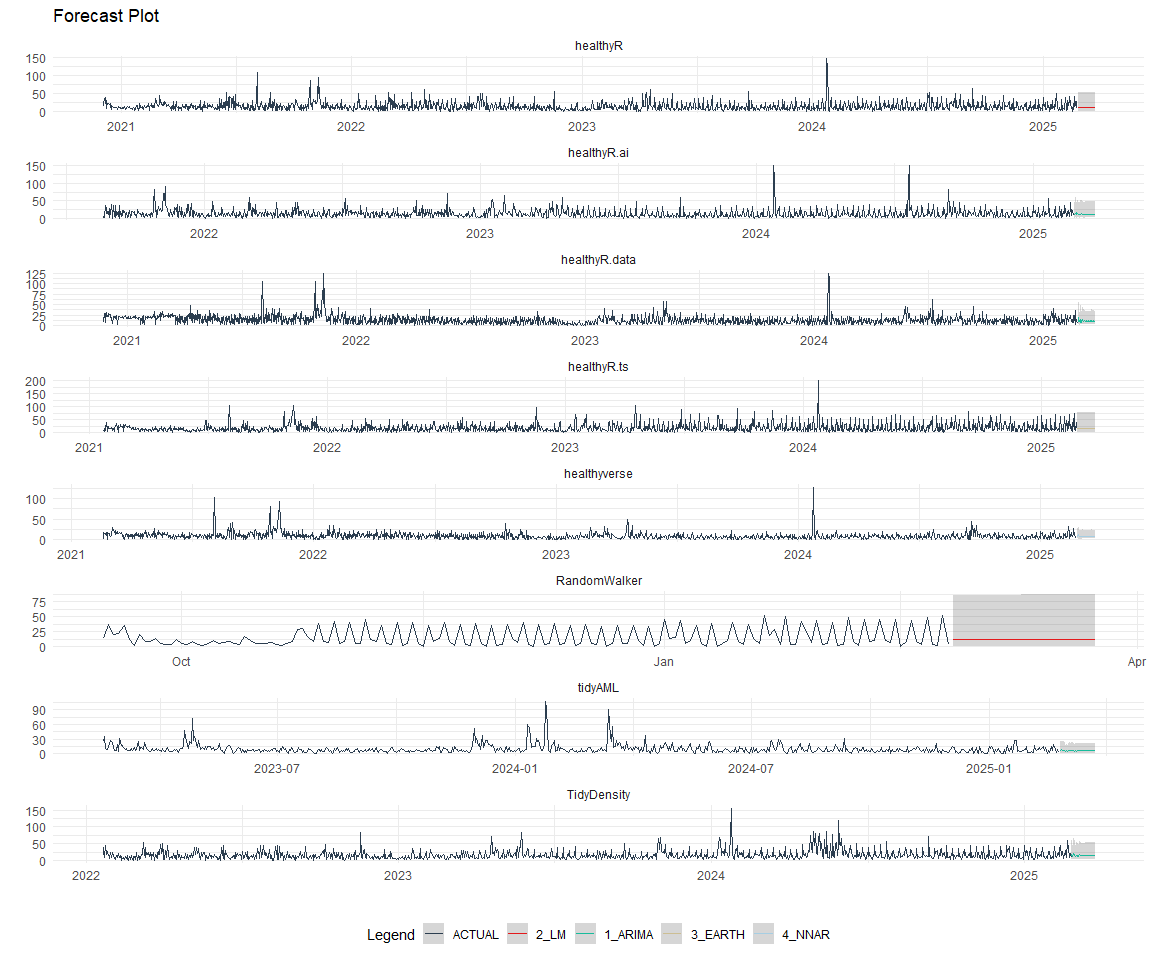 Forecast Plot
healthyR
150
100
50
0
2021 2022 2023 2024 2025
healthyR.ai
150
100
50
0
2022 2023 2024 2025
healthyR.data
125
100
75
50
25
0
2021 2022 2023 2024 2025
healthyR.ts
200
150
100
50
0
2021 2022 2023 2024 2025
healthyverse
100
50
0
2021 2022 2023 2024 2025
RandomWalker
75
50
25
0
Oct Jan Apr
tidyAML
90
60
30
0
2023-07 2024-01 2024-07 2025-01
TidyDensity
150
100
50
0
2022 2023 2024 2025
Legend ACTUAL 2_LM 1_ARIMA 3_EARTH 4_NNAR